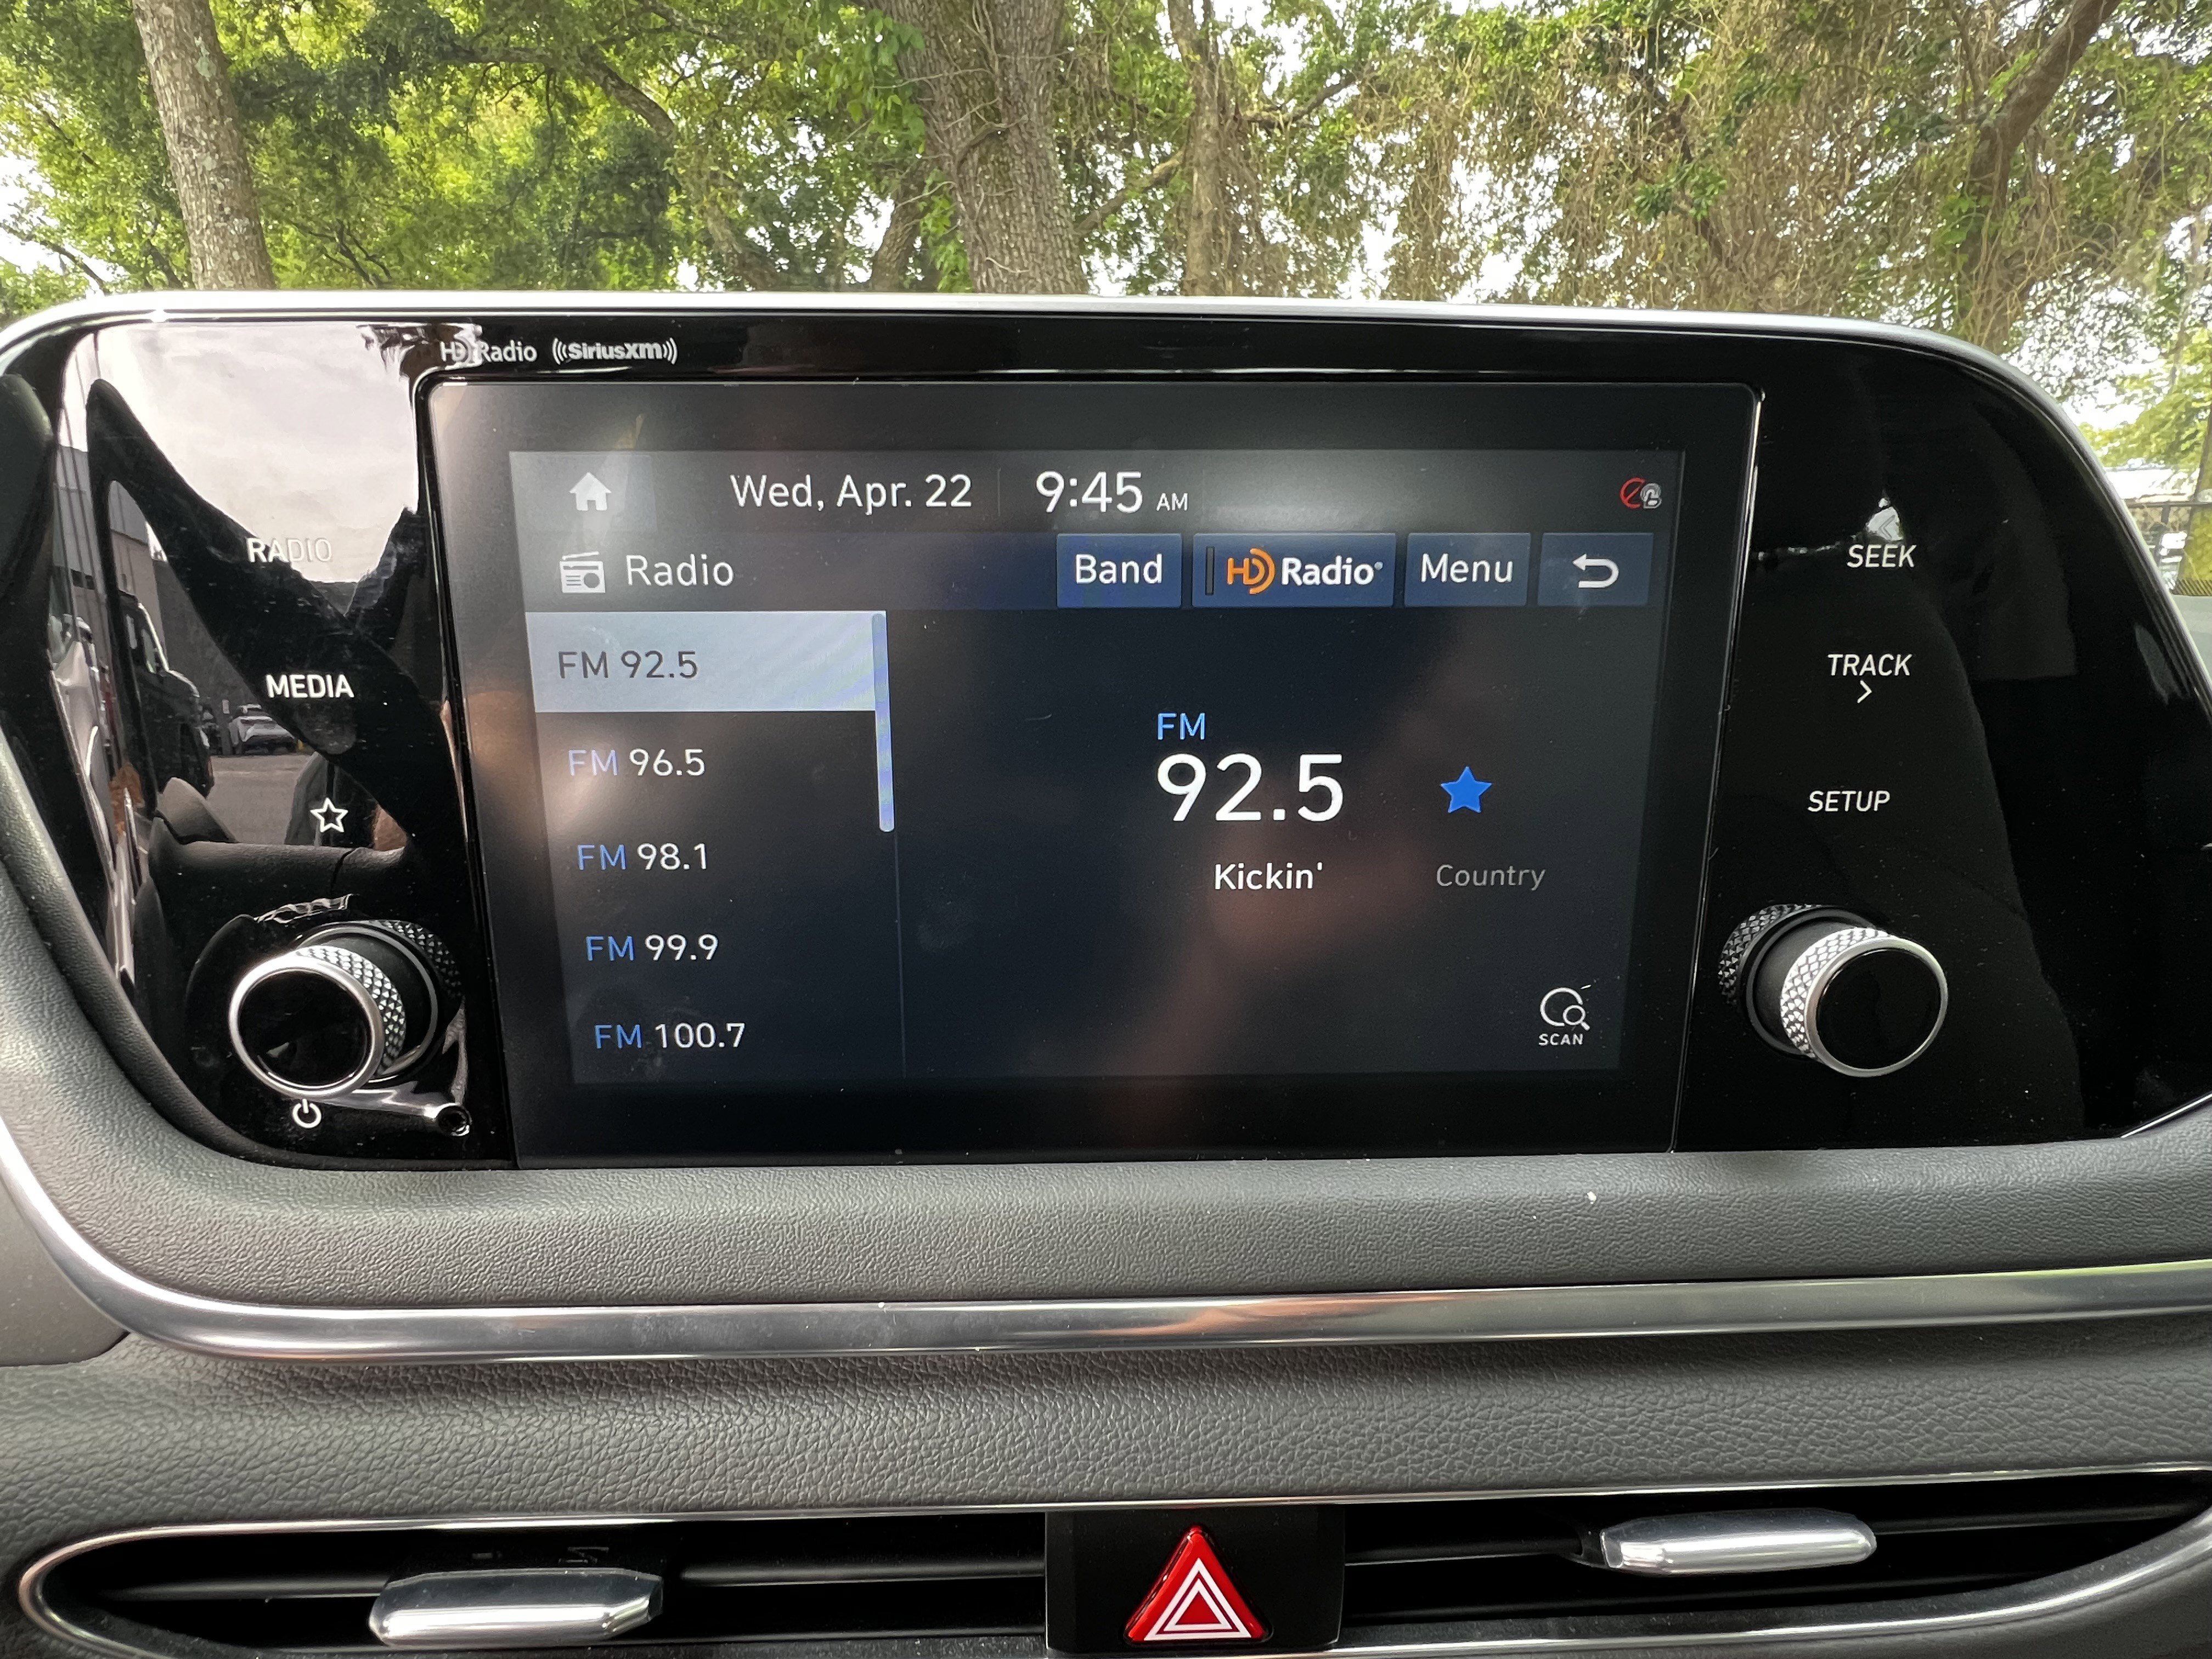 HD Radio ((SiriusXM))
Wed, Apr. 22 9:45 AM
Radio Band HD Radio® Menu
RADIO
MEDIA
FM 92.5
FM 96.5
FM 98.1
FM 99.9
FM 100.7
FM
92.5
Kickin' Country
SCAN
SEEK
TRACK
SETUP